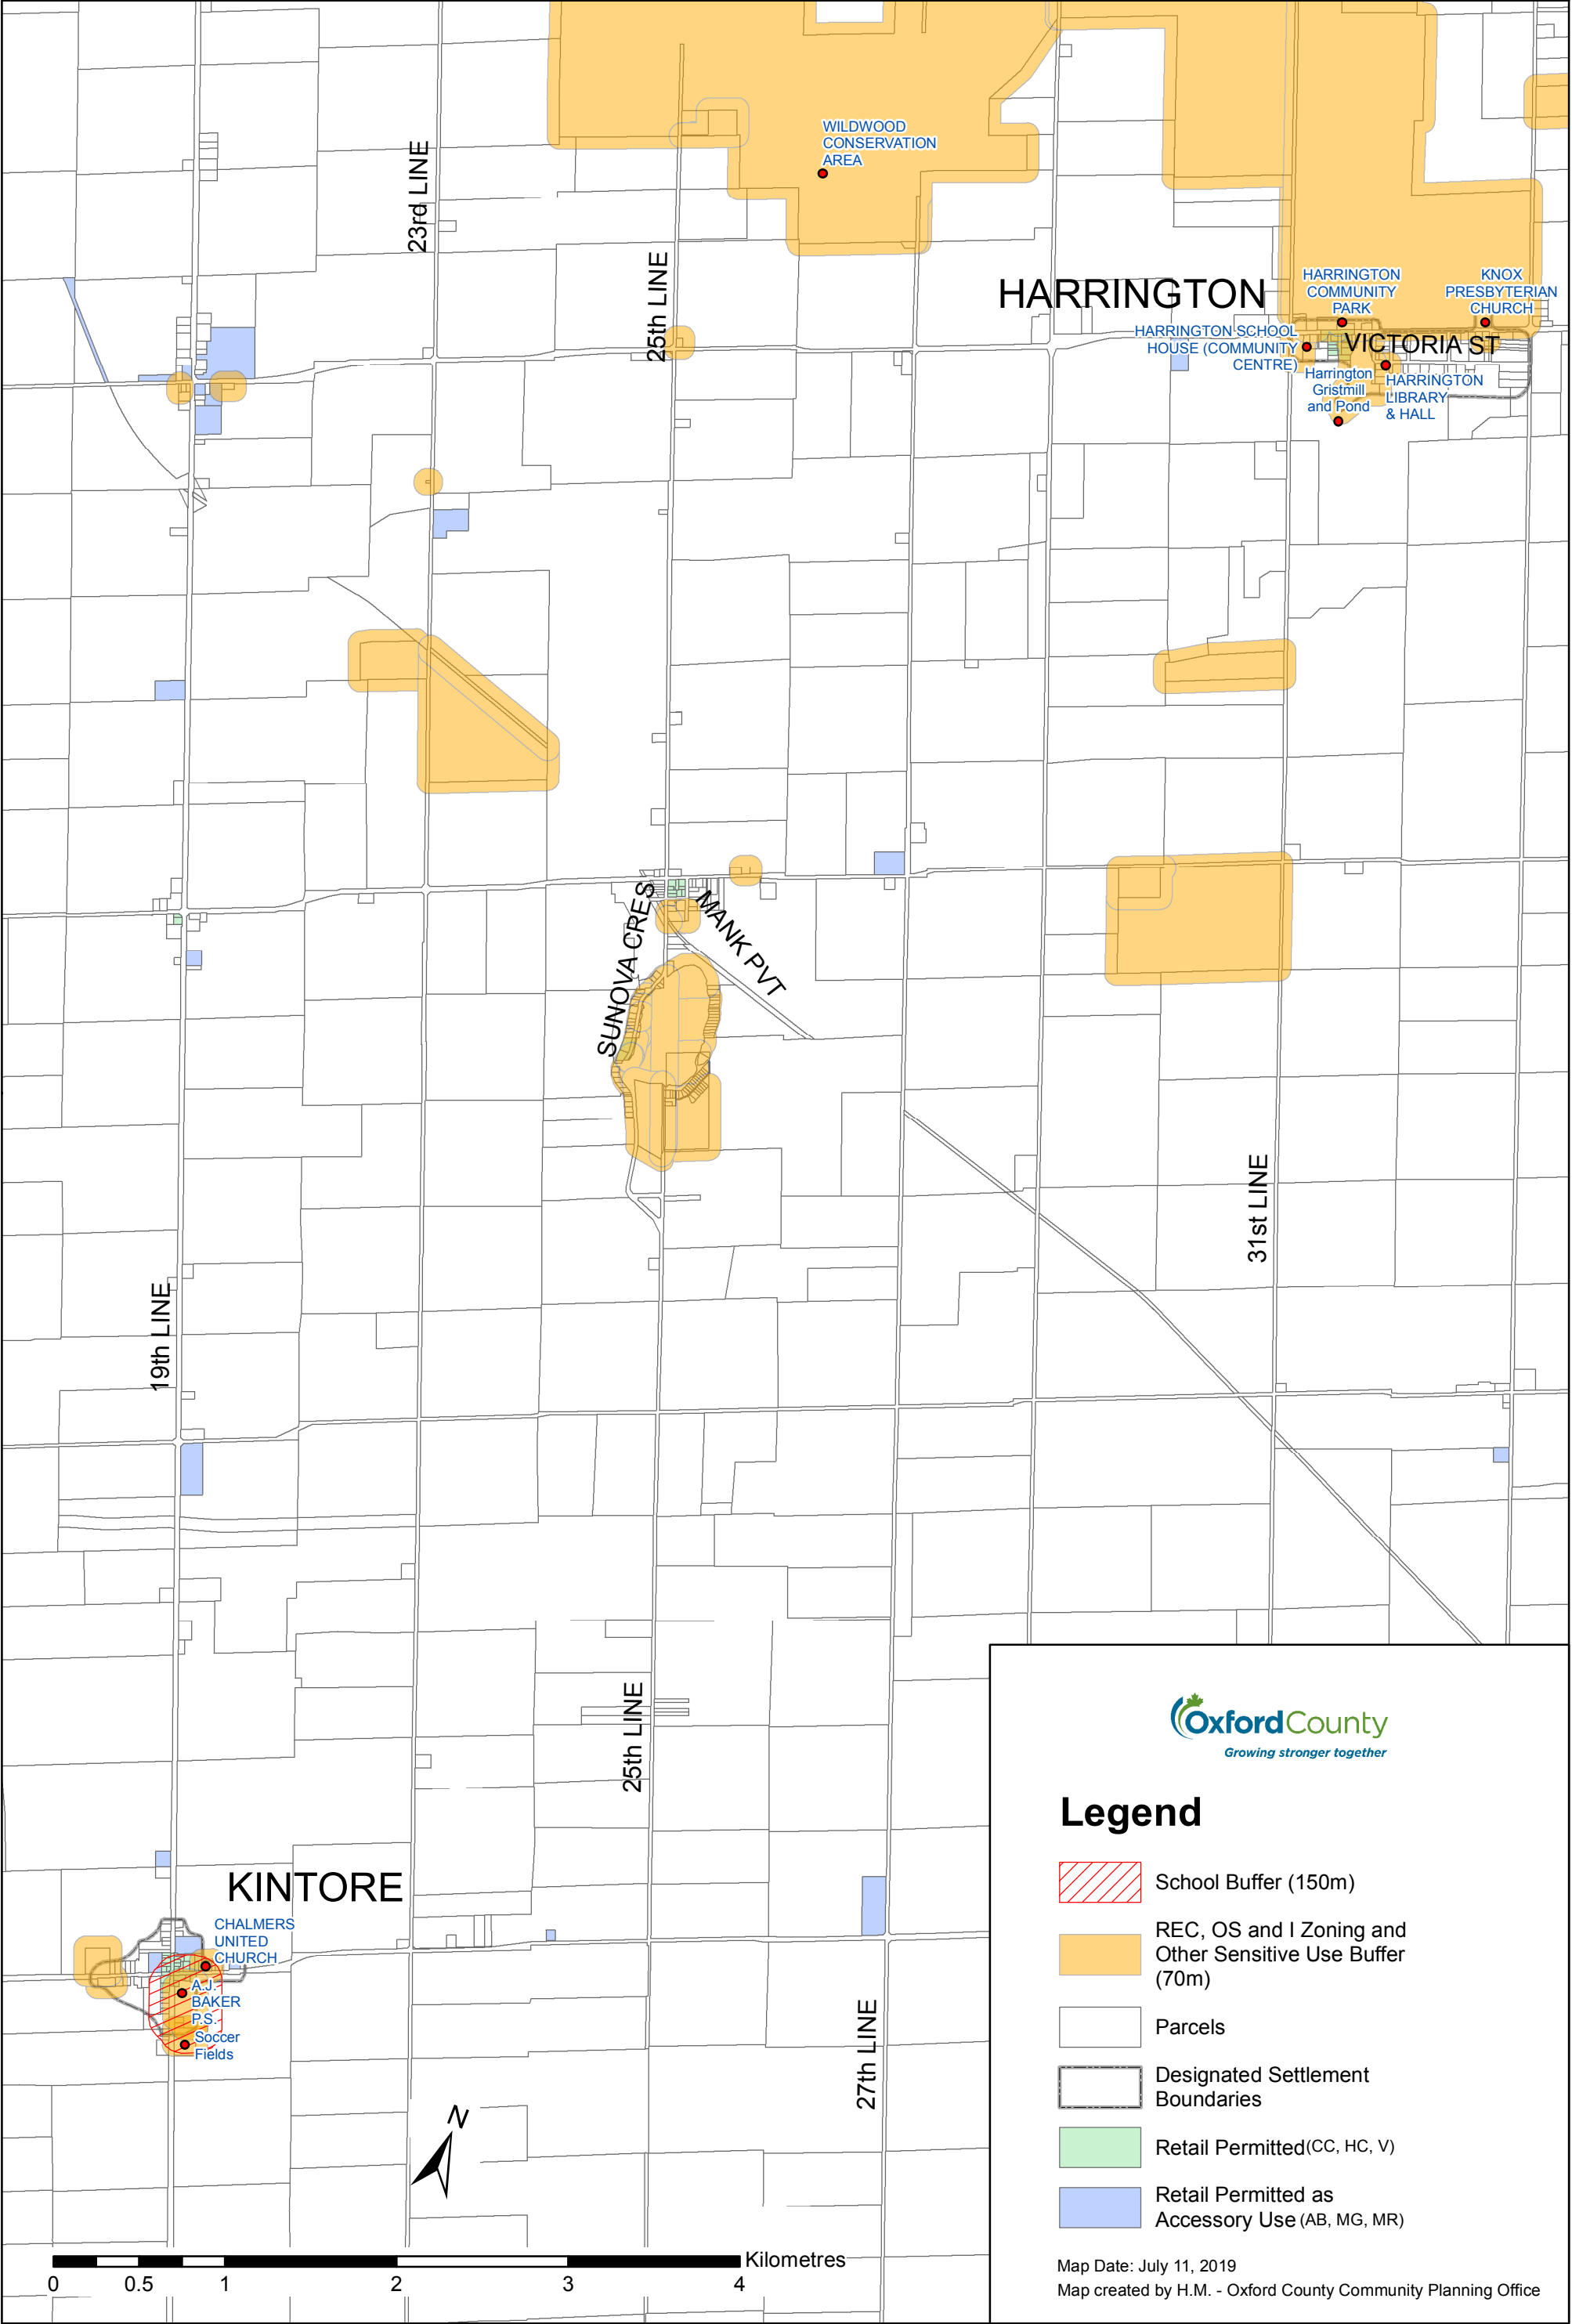 WILDWOOD
CONSERVATION
AREA
23rd LINE
25th LINE
HARRINGTON
HARRINGTON
COMMUNITY
PARK
KNOX
PRESBYTERIAN
CHURCH
HARRINGTON SCHOOL
HOUSE (COMMUNITY
CENTRE)
VICTORIA ST
Harrington
Gristmill
and Pond
HARRINGTON
LIBRARY
& HALL
SUNOVA CRES
MANK PVT
31st LINE
19th LINE
25th LINE
KINTORE
CHALMERS
UNITED
CHURCH
A.J.
BAKER
P.S.
Soccer
Fields
27th LINE
N
Kilometres
0 0.5 1 2 3 4
OxfordCounty
Growing stronger together
Legend
School Buffer (150m)
REC, OS and I Zoning and
Other Sensitive Use Buffer
(70m)
Parcels
Designated Settlement
Boundaries
Retail Permitted (CC, HC, V)
Retail Permitted as
Accessory Use (AB, MG, MR)
Map Date: July 11, 2019
Map created by H.M. - Oxford County Community Planning Office